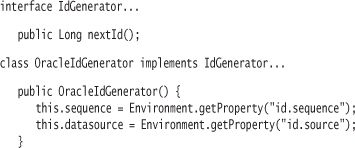 interface IdGenerator...
public Long nextId();
class OracleIdGenerator implements IdGenerator...
public OracleIdGenerator() {
this.sequence = Environment.getProperty("id.sequence");
this.datasource = Environment.getProperty("id.source");
}